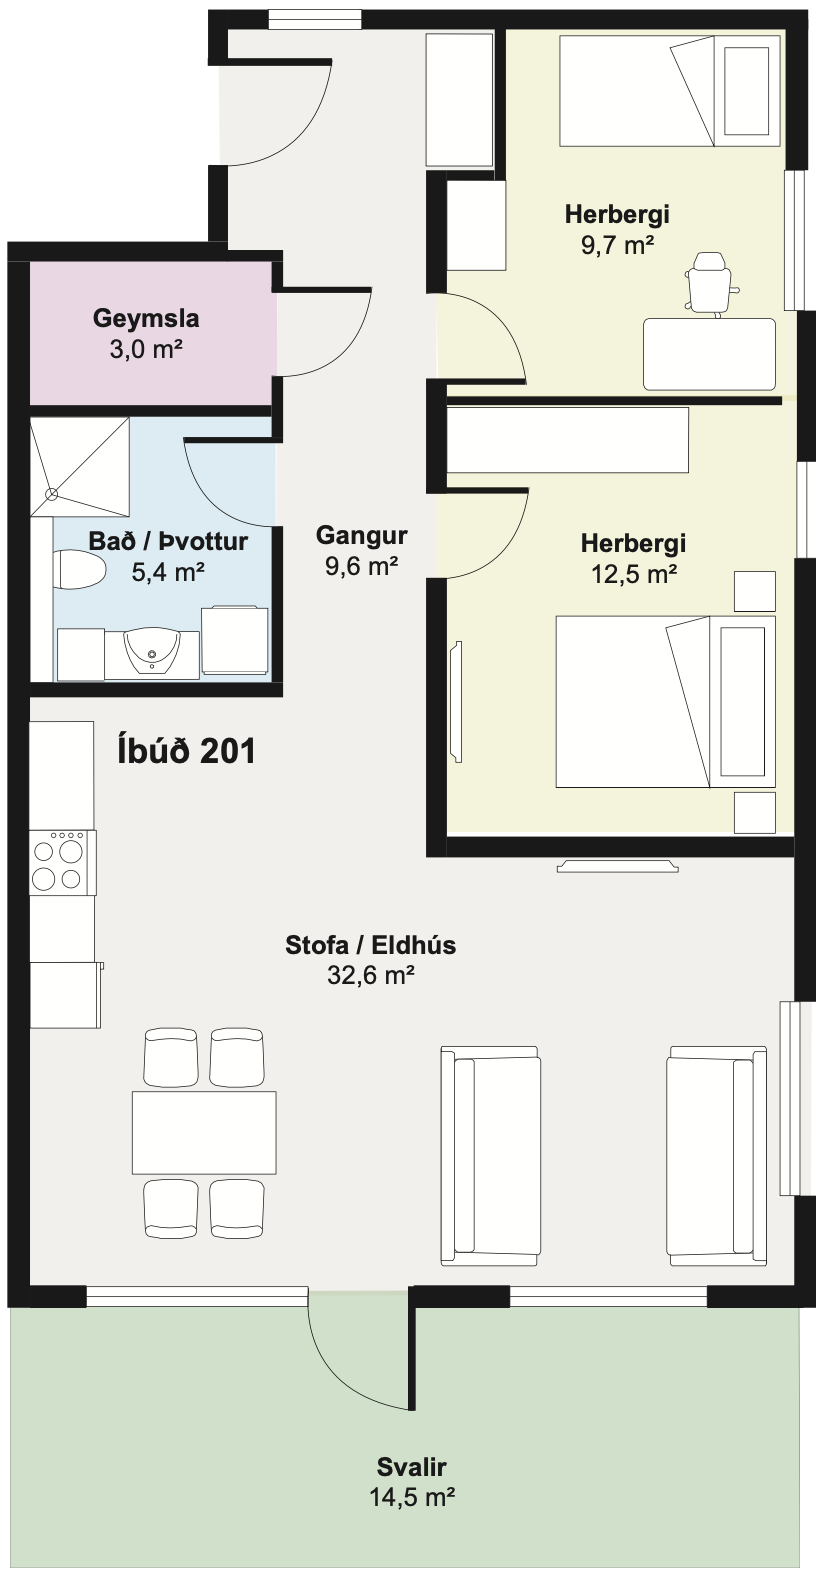 Herbergi
9,7 m²
Geymsla
3,0 m²
Bað / Þvottur
5,4 m²
Gangur
9,6 m²
Herbergi
12,5 m²
Íbúð 201
Stofa / Eldhús
32,6 m²
Svalir
14,5 m²